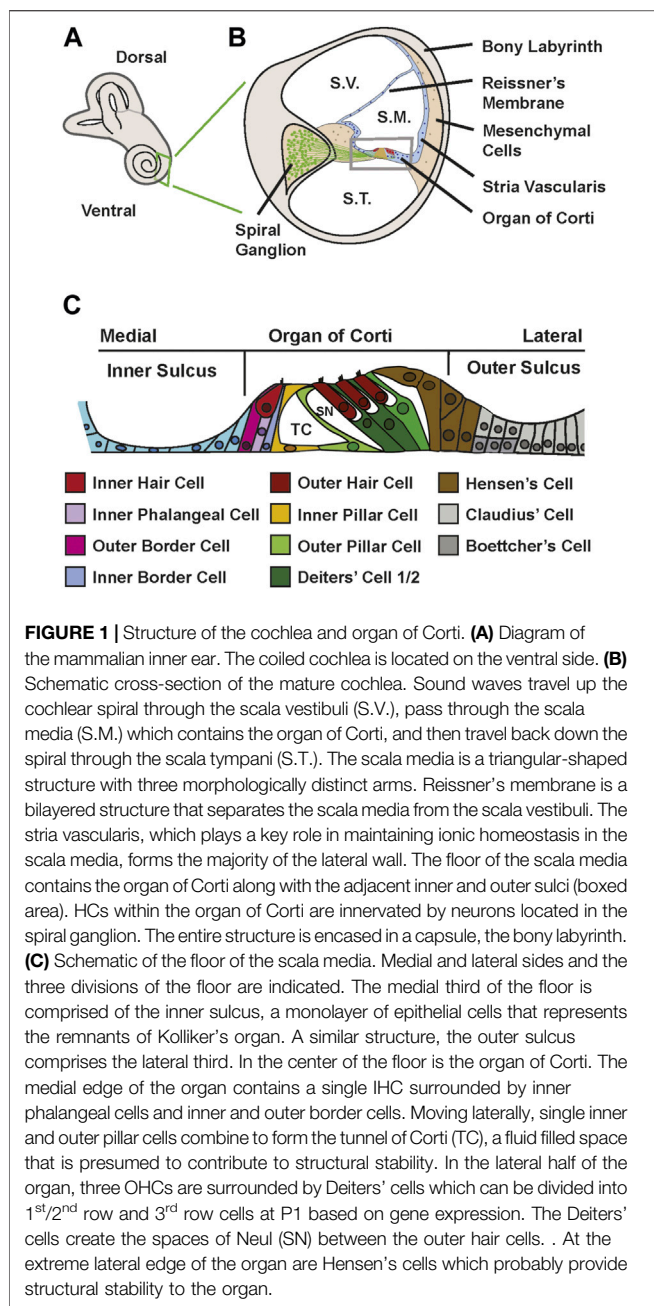 A
Dorsal
Ventral
B
S.V.
S.M.
S.T.
Spiral
Ganglion
Bony Labyrinth
Reissner's
Membrane
Mesenchymal
Cells
Stria Vascularis
Organ of Corti
C
Medial
Organ of Corti
Lateral
Inner Sulcus
Outer Sulcus
TC
SN
Inner Hair Cell
Outer Hair Cell
Hensen's Cell
Inner Phalangeal Cell
Inner Pillar Cell
Claudius' Cell
Outer Border Cell
Outer Pillar Cell
Boettcher's Cell
Inner Border Cell
Deiters' Cell 1/2
FIGURE 1 | Structure of the cochlea and organ of Corti. (A) Diagram of
the mammalian inner ear. The coiled cochlea is located on the ventral side. (B)
Schematic cross-section of the mature cochlea. Sound waves travel up the
cochlear spiral through the scala vestibuli (S.V.), pass through the scala
media (S.M.) which contains the organ of Corti, and then travel back down the
spiral through the scala tympani (S.T.). The scala media is a triangular-shaped
structure with three morphologically distinct arms. Reissner's membrane is a
bilayered structure that separates the scala media from the scala vestibuli. The
stria vascularis, which plays a key role in maintaining ionic homeostasis in the
scala media, forms the majority of the lateral wall. The floor of the scala media
contains the organ of Corti along with the adjacent inner and outer sulci (boxed
area). HCs within the organ of Corti are innervated by neurons located in the
spiral ganglion. The entire structure is encased in a capsule, the bony labyrinth.
(C) Schematic of the floor of the scala media. Medial and lateral sides and the
three divisions of the floor are indicated. The medial third of the floor is
comprised of the inner sulcus, a monolayer of epithelial cells that represents
the remnants of Kolliker's organ. A similar structure, the outer sulcus
comprises the lateral third. In the center of the floor is the organ of Corti. The
medial edge of the organ contains a single IHC surrounded by inner
phalangeal cells and inner and outer border cells. Moving laterally, single inner
and outer pillar cells combine to form the tunnel of Corti (TC), a fluid filled space
that is presumed to contribute to structural stability. In the lateral half of the
organ, three OHCs are surrounded by Deiters' cells which can be divided into
1st/2nd row and 3rd row cells at P1 based on gene expression. The Deiters'
cells create the spaces of Neul (SN) between the outer hair cells. . At the
extreme lateral edge of the organ are Hensen's cells which probably provide
structural stability to the organ.